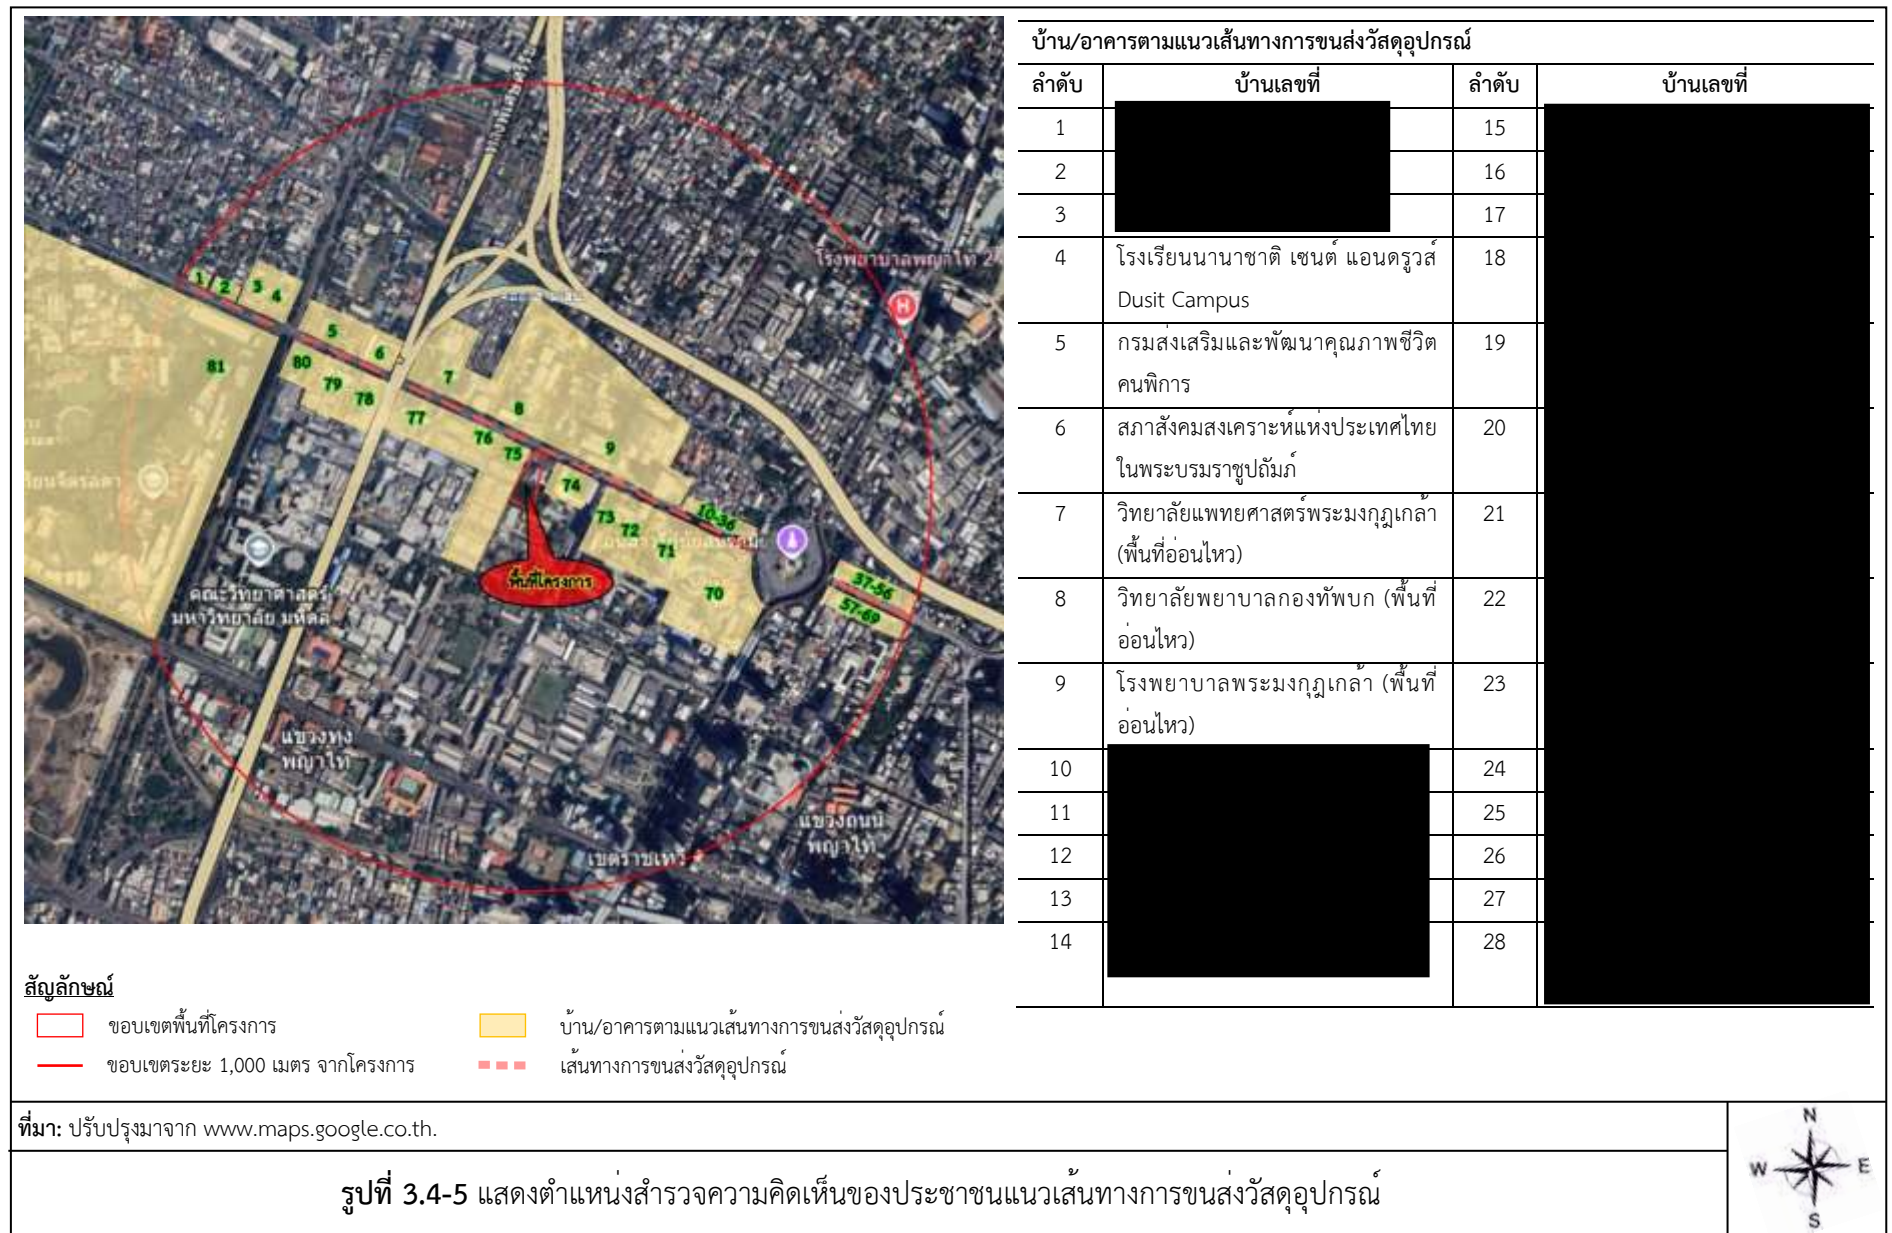 บ้าน/อาคารตามแนวเส้นทางการขนส่งวัสดุอุปกรณ์
ลำดับ บ้านเลขที่ ลำดับ บ้านเลขที่
1 15
2 16
3 17
4 โรงเรียนนานาชาติ เซนต์ แอนดรูวส์ 18
Dusit Campus
5 กรมส่งเสริมและพัฒนาคุณภาพชีวิต 19
คนพิการ
6 สภาสังคมสงเคราะห์แห่งประเทศไทย 20
ในพระบรมราชูปถัมภ์
7 วิทยาลัยแพทยศาสตร์พระมงกุฎเกล้า 21
(พื้นที่อ่อนไหว)
8 วิทยาลัยพยาบาลกองทัพบก (พื้นที่ 22
อ่อนไหว)
9 โรงพยาบาลพระมงกุฎเกล้า (พื้นที่ 23
อ่อนไหว)
10 24
11 25
12 26
13 27
14 28
โรงพยาบาลพญาไท 2
H
1 2 3 4
5
6
7
8
9
10-36
37-56
57-69
70
71
72
73
74
75
76
77
78
79
80
81
พื้นที่โครงการ
คณะวิทยาศาสตร์
มหาวิทยาลัย มหิดล
แขวงทุ่ง
พญาไท
แขวงถนน
พญาไท
เขตราชเทวี
สัญลักษณ์
ขอบเขตพื้นที่โครงการ
บ้าน/อาคารตามแนวเส้นทางการขนส่งวัสดุอุปกรณ์
ขอบเขตระยะ 1,000 เมตร จากโครงการ
เส้นทางการขนส่งวัสดุอุปกรณ์
ที่มา: ปรับปรุงมาจาก www.maps.google.co.th.
N
W E
S
รูปที่ 3.4-5 แสดงตำแหน่งสำรวจความคิดเห็นของประชาชนแนวเส้นทางการขนส่งวัสดุอุปกรณ์